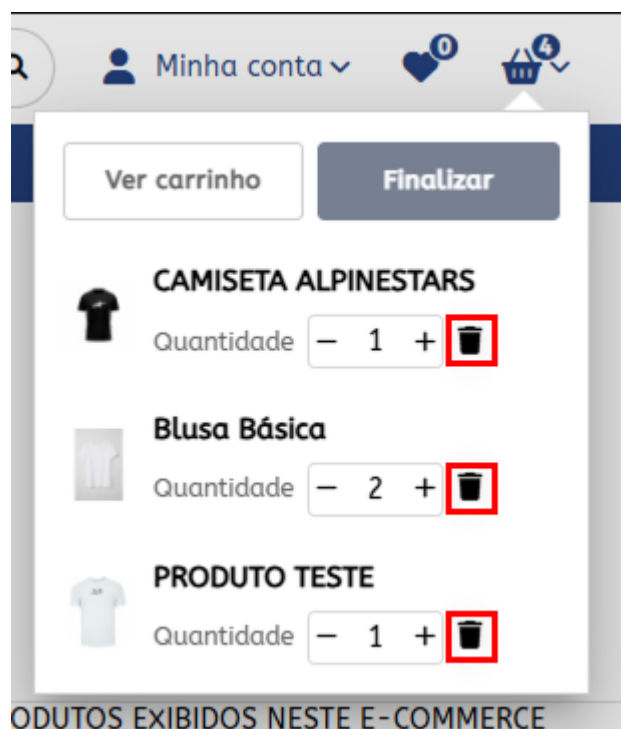 Minha conta
0
4
Ver carrinho
Finalizar
CAMISETA ALPINESTARS
Quantidade − 1 +
Blusa Básica
Quantidade − 2 +
PRODUTO TESTE
Quantidade − 1 +
ODUTOS EXIBIDOS NESTE E-COMMERCE